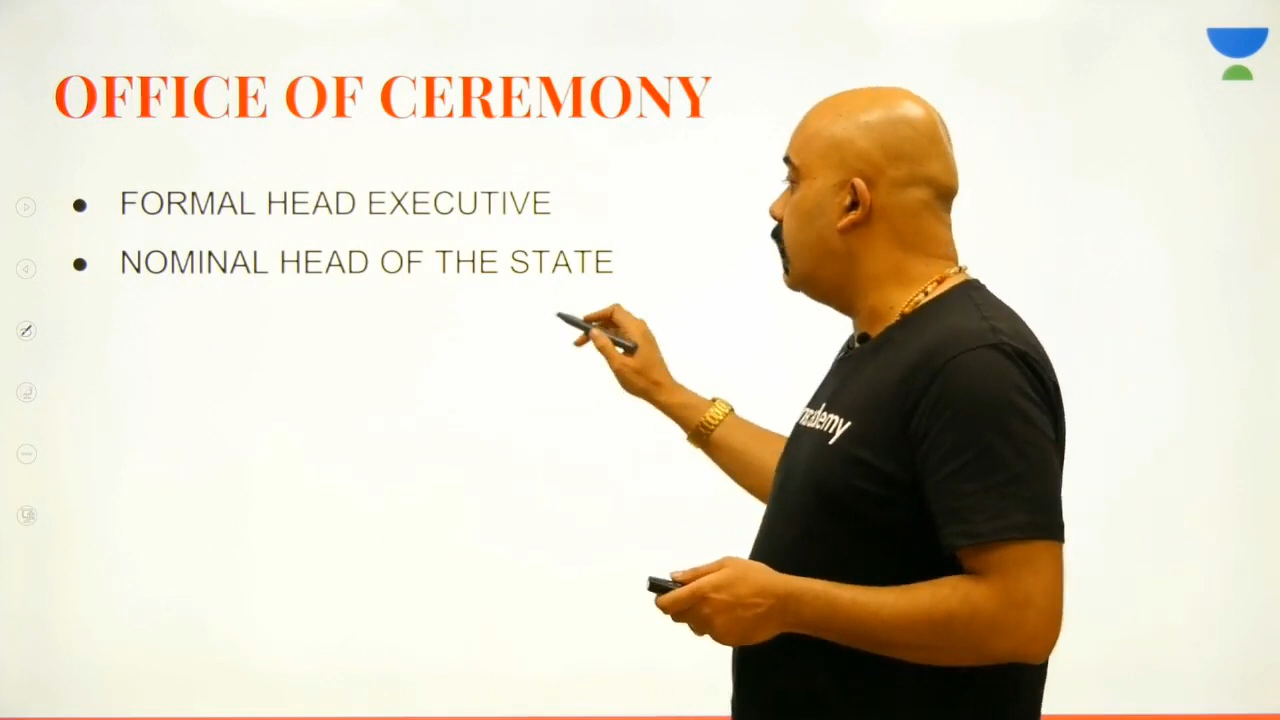 OFFICE OF CEREMONY
● FORMAL HEAD EXECUTIVE
● NOMINAL HEAD OF THE STATE